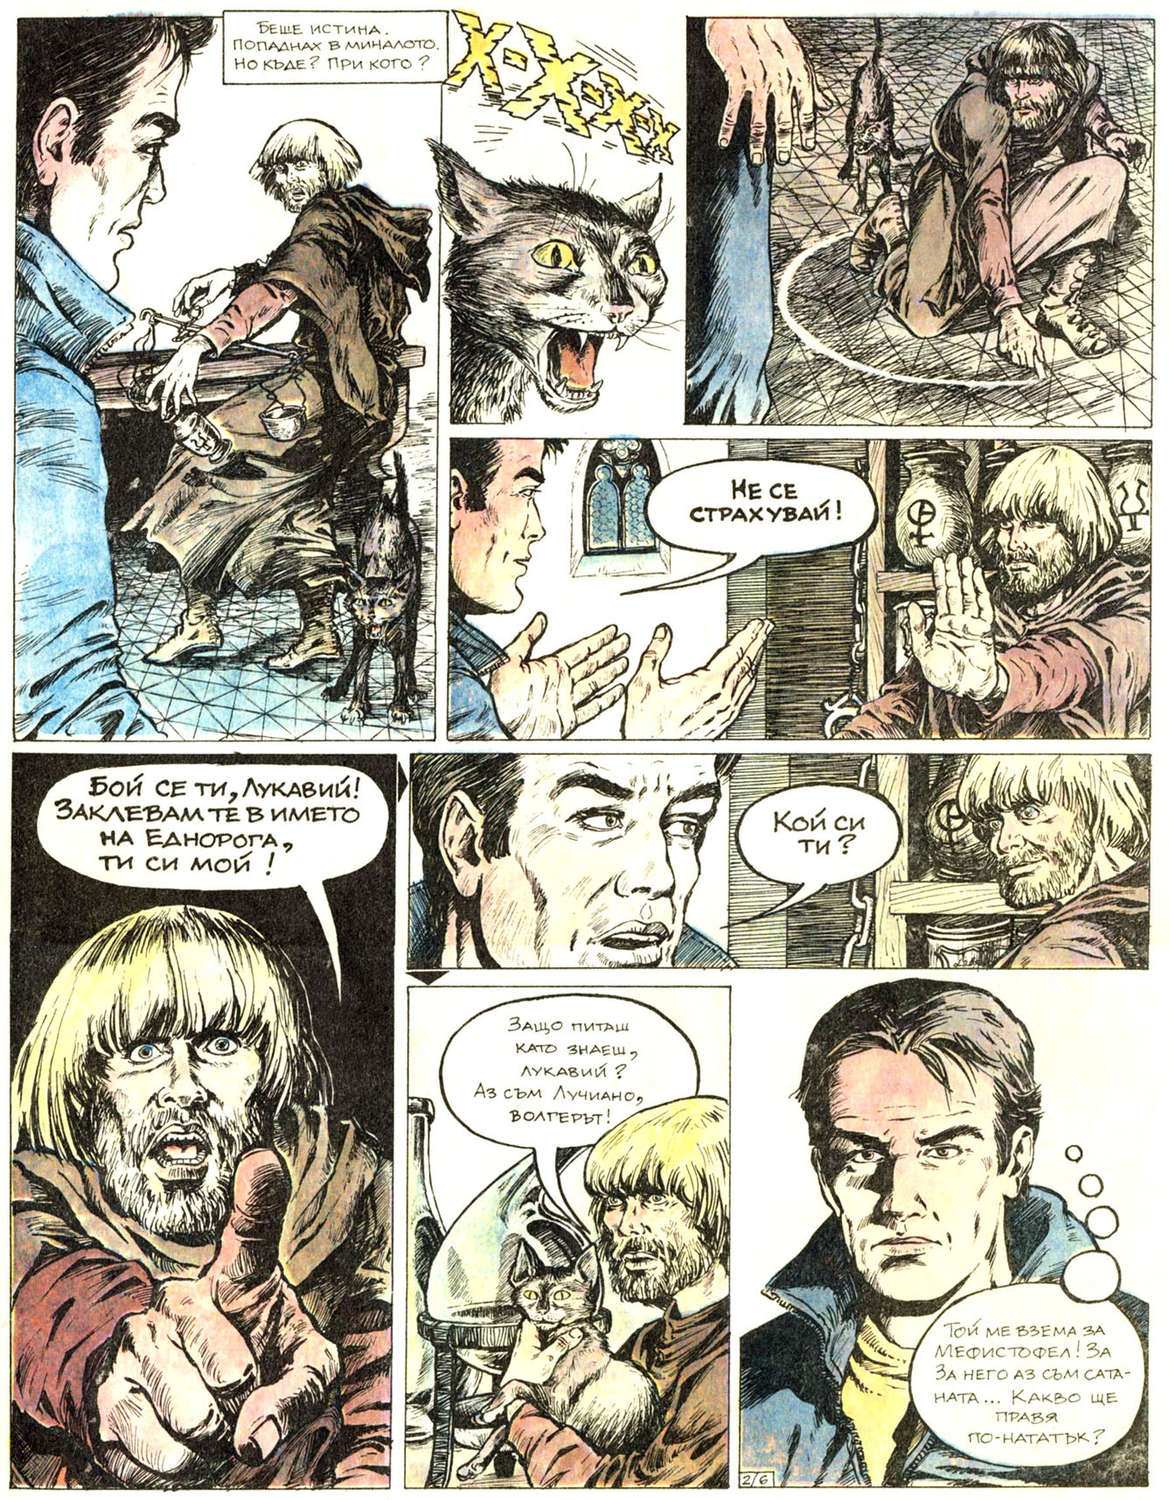 БЕШЕ ИСТИНА.
ПОПАДНАХ В МИНАЛОТО.
НО КЪДЕ? ПРИ КОГО?
Х-Х-Х-Х
НЕ СЕ
СТРАХУВАЙ!
БОЙ СЕ ТИ, ЛУКАВИЙ!
ЗАКЛЕВАМ ТЕ В ИМЕТО
НА ЕДНОРОГА,
ТИ СИ МОЙ!
КОЙ СИ
ТИ?
ЗАЩО ПИТАШ
КАТО ЗНАЕШ,
ЛУКАВИЙ?
АЗ СЪМ ЛУЧИАНО,
ВОЛГЕРЪТ!
ТОЙ МЕ ВЗЕМА ЗА
МЕФИСТОФЕЛ! ЗА
ЗА НЕГО АЗ СЪМ САТА-
НАТА... КАКВО ЩЕ
ПРАВЯ
ПО-НАТАТЪК?
2/6